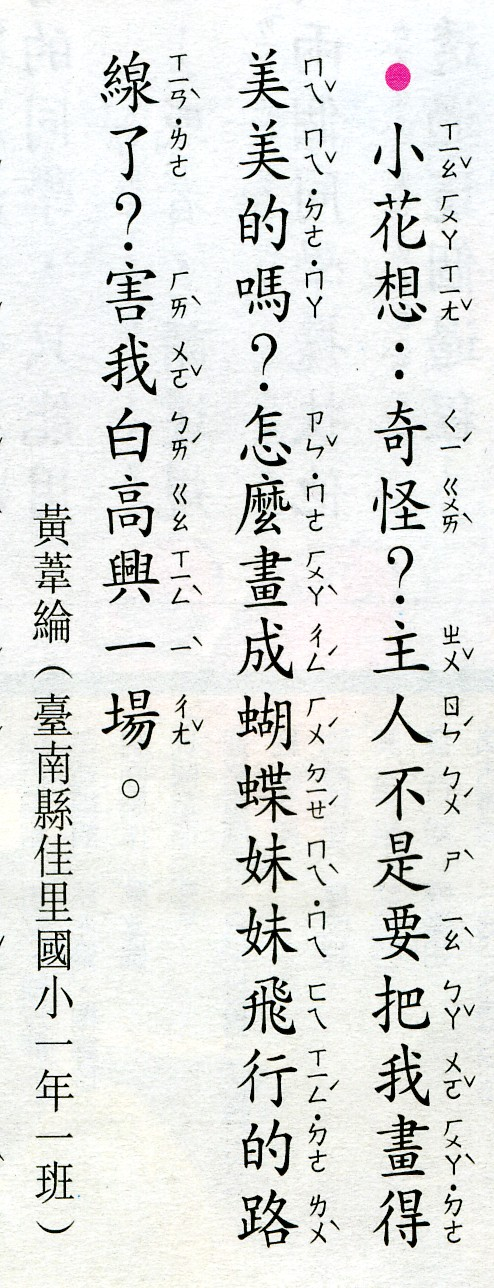 ●小花想：奇怪？主人不是要把我畫得
美美的嗎？怎麼畫成蝴蝶妹妹飛行的路
線了？害我白高興一場。
黃葦綸（臺南縣佳里國小一年一班）